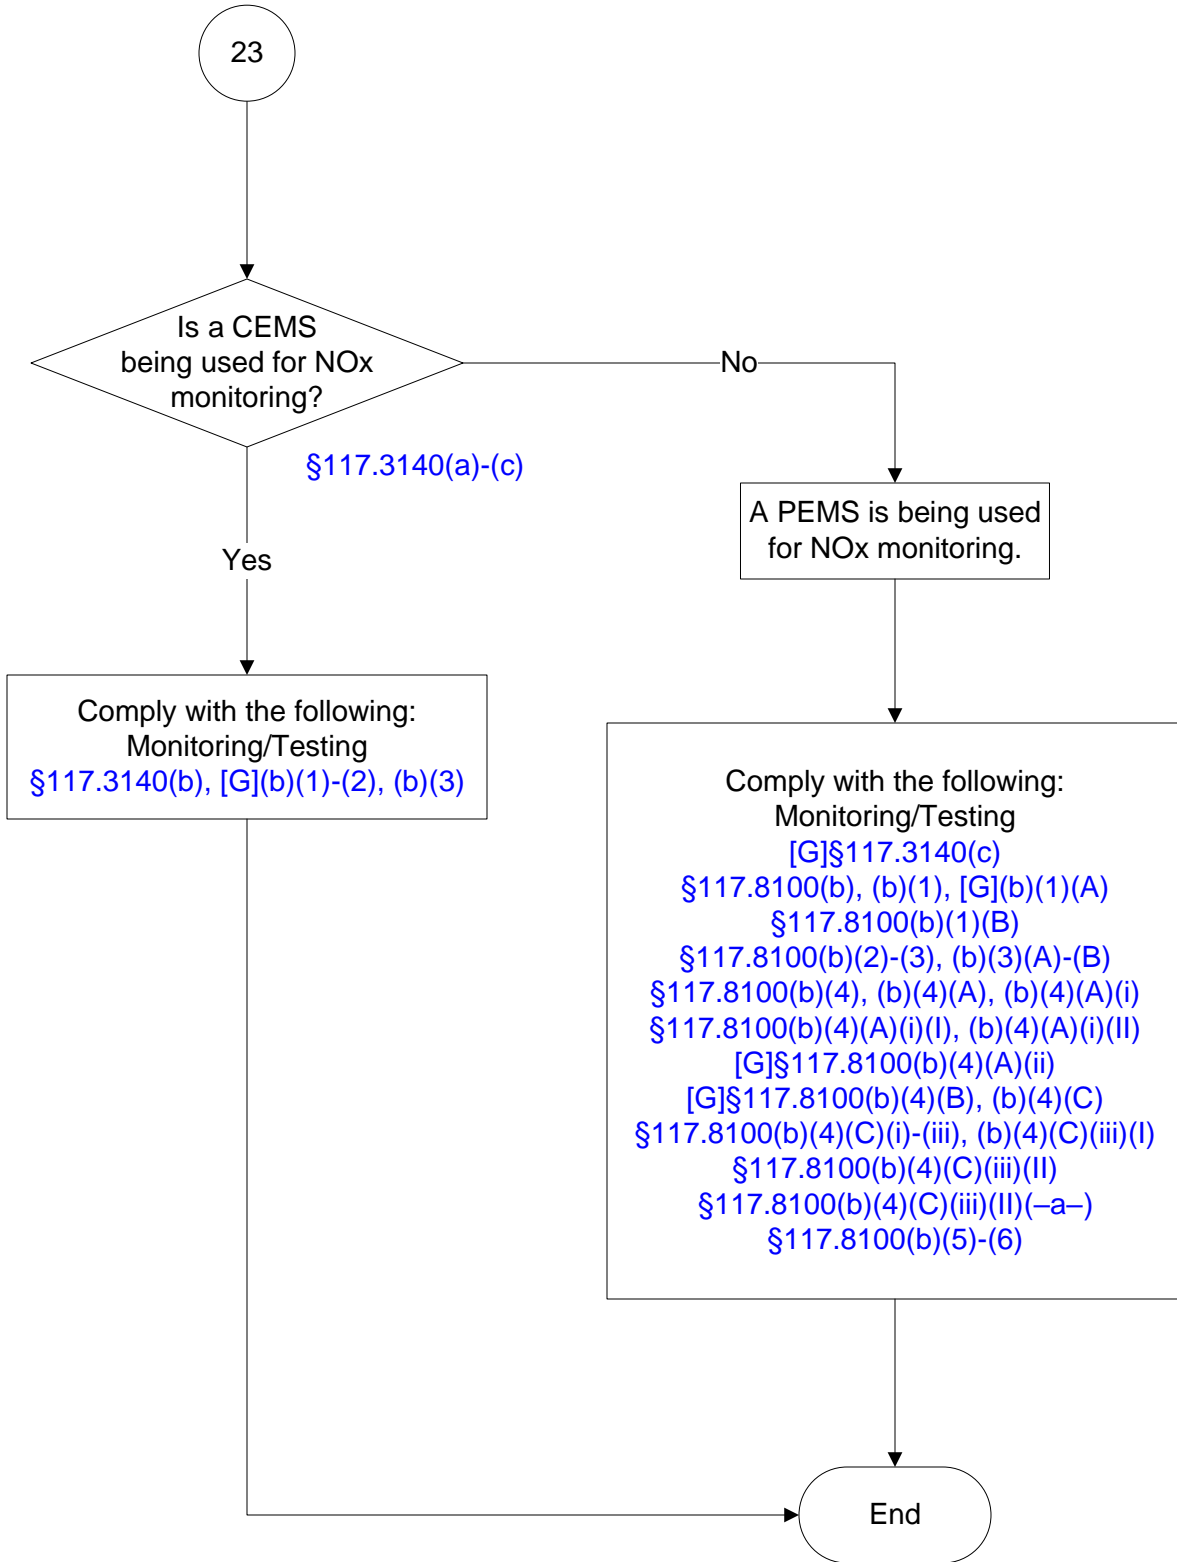 23
Is a CEMS
being used for NOx
monitoring?
No
§117.3140(a)-(c)
A PEMS is being used
for NOx monitoring.
Yes
Comply with the following:
Monitoring/Testing
§117.3140(b), [G](b)(1)-(2), (b)(3)
Comply with the following:
Monitoring/Testing
[G]§117.3140(c)
§117.8100(b), (b)(1), [G](b)(1)(A)
§117.8100(b)(1)(B)
§117.8100(b)(2)-(3), (b)(3)(A)-(B)
§117.8100(b)(4), (b)(4)(A), (b)(4)(A)(i)
§117.8100(b)(4)(A)(i)(I), (b)(4)(A)(i)(II)
[G]§117.8100(b)(4)(A)(ii)
[G]§117.8100(b)(4)(B), (b)(4)(C)
§117.8100(b)(4)(C)(i)-(iii), (b)(4)(C)(iii)(I)
§117.8100(b)(4)(C)(iii)(II)
§117.8100(b)(4)(C)(iii)(II)(–a–)
§117.8100(b)(5)-(6)
End